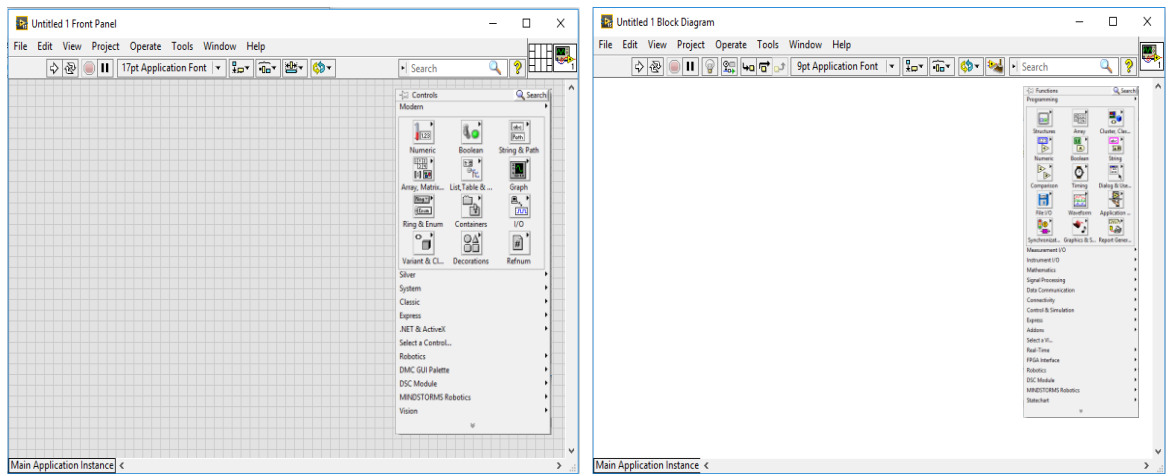 Untitled 1 Front Panel
File Edit View Project Operate Tools Window Help
17pt Application Font
Search
Controls Search
Modern
Numeric Boolean String & Path
Array, Matrix... List, Table & ... Graph
Ring & Enum Containers I/O
Variant & Cl... Decorations Refnum
Silver
System
Classic
Express
.NET & ActiveX
Select a Control...
Robotics
DMC GUI Palette
DSC Module
MINDSTORMS Robotics
Vision
Main Application Instance
Untitled 1 Block Diagram
File Edit View Project Operate Tools Window Help
9pt Application Font
Search
Functions Search
Programming
Structures Array Cluster, Clas...
Numeric Boolean String
Comparison Timing Dialog & Use...
File I/O Waveform Application ...
Synchronizat... Graphics & S... Report Gener...
Measurement I/O
Instrument I/O
Mathematics
Signal Processing
Data Communication
Connectivity
Control & Simulation
Express
Addons
Select a VI...
Real-Time
FPGA Interface
Robotics
DSC Module
MINDSTORMS Robotics
Statechart
Main Application Instance